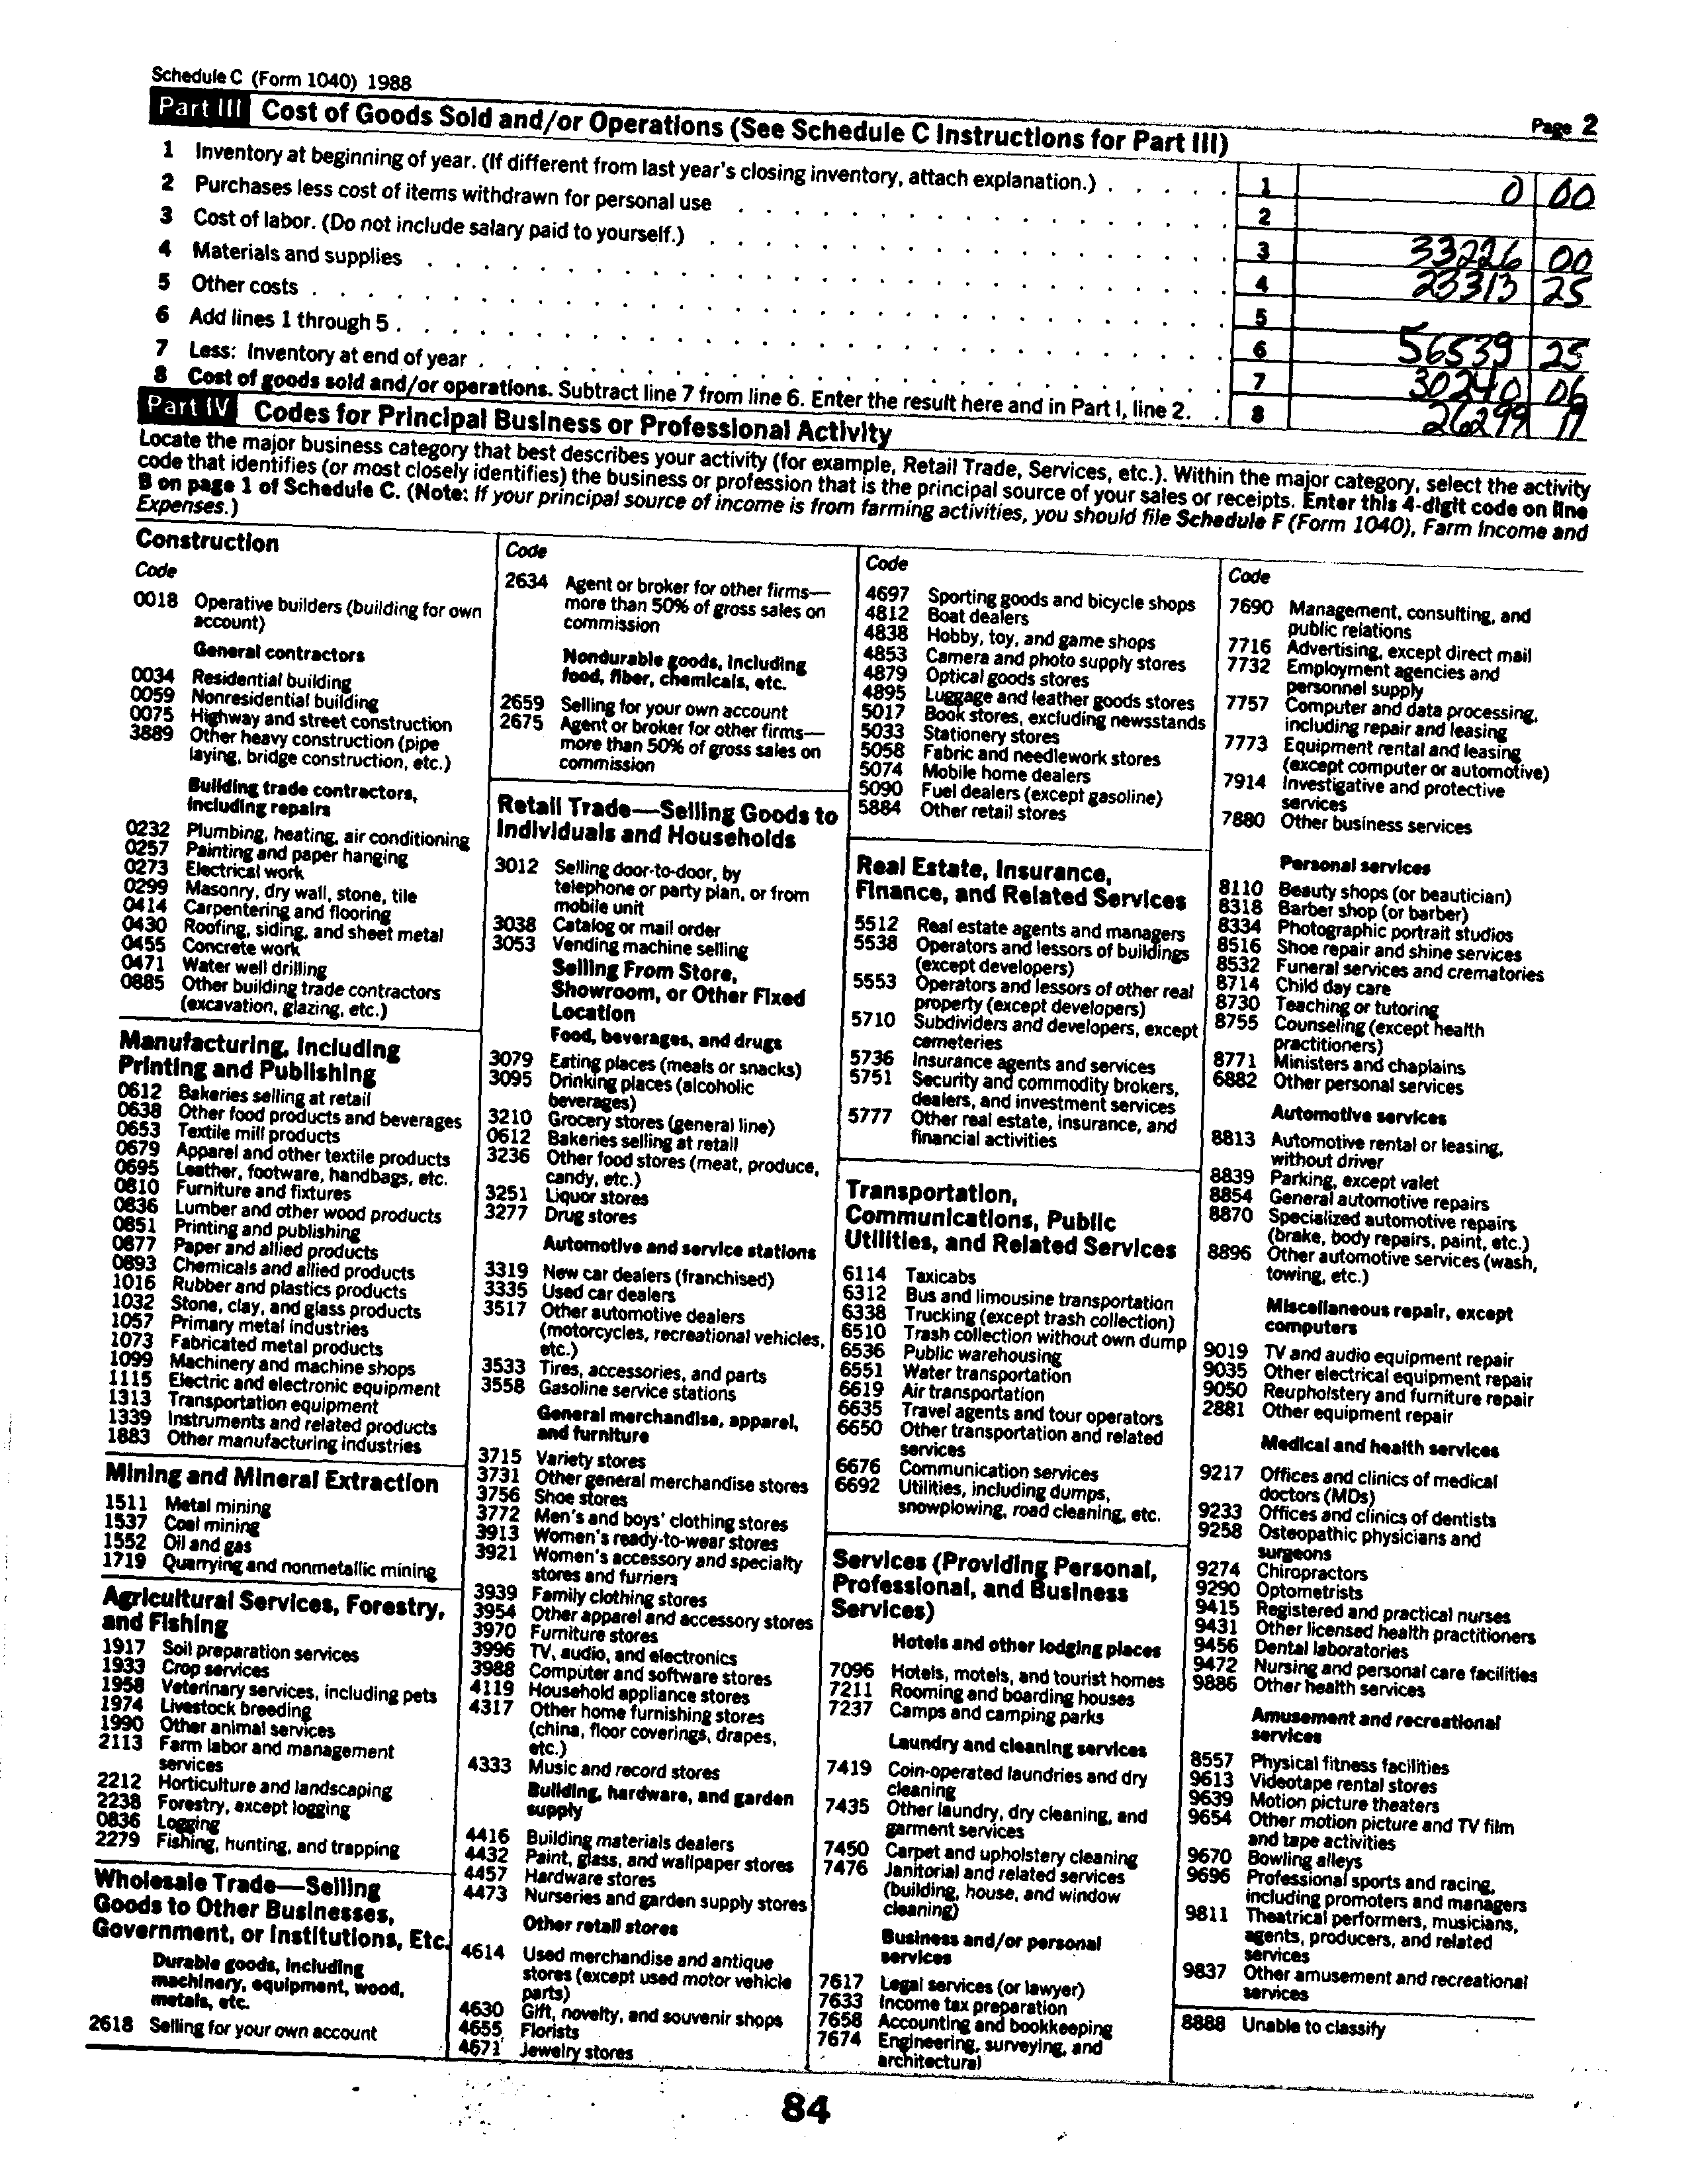 Schedule C (Form 1040) 1988
Page 2
Part III Cost of Goods Sold and/or Operations (See Schedule C Instructions for Part III)
1 Inventory at beginning of year. (If different from last year's closing inventory, attach explanation.) . . . . . 1 0 00
2 Purchases less cost of items withdrawn for personal use 2
3 Cost of labor. (Do not include salary paid to yourself.) 3 33226 00
4 Materials and supplies 4 23313 25
5 Other costs 5
6 Add lines 1 through 5. 6 56539 25
7 Less: Inventory at end of year 7 30240 06
8 Cost of goods sold and/or operations. Subtract line 7 from line 6. Enter the result here and in Part I, line 2. 8 26299 19
Part IV Codes for Principal Business or Professional Activity
Locate the major business category that best describes your activity (for example, Retail Trade, Services, etc.). Within the major category, select the activity
code that identifies (or most closely identifies) the business or profession that is the principal source of your sales or receipts. Enter this 4-digit code on line
B on page 1 of Schedule C. (Note: If your principal source of income is from farming activities, you should file Schedule F (Form 1040), Farm Income and
Expenses.)
Construction
Code
0018 Operative builders (building for own
account)
General contractors
0034 Residential building
0059 Nonresidential building
0075 Highway and street construction
3889 Other heavy construction (pipe
laying, bridge construction, etc.)
Building trade contractors,
including repairs
0232 Plumbing, heating, air conditioning
0257 Painting and paper hanging
0273 Electrical work
0299 Masonry, dry wall, stone, tile
0414 Carpentering and flooring
0430 Roofing, siding, and sheet metal
0455 Concrete work
0471 Water well drilling
0885 Other building trade contractors
(excavation, glazing, etc.)
Manufacturing, Including
Printing and Publishing
0612 Bakeries selling at retail
0638 Other food products and beverages
0653 Textile mill products
0679 Apparel and other textile products
0695 Leather, footware, handbags, etc.
0810 Furniture and fixtures
0836 Lumber and other wood products
0851 Printing and publishing
0877 Paper and allied products
0893 Chemicals and allied products
1016 Rubber and plastics products
1032 Stone, clay, and glass products
1057 Primary metal industries
1073 Fabricated metal products
1099 Machinery and machine shops
1115 Electric and electronic equipment
1313 Transportation equipment
1339 Instruments and related products
1883 Other manufacturing industries
Mining and Mineral Extraction
1511 Metal mining
1537 Coal mining
1552 Oil and gas
1719 Quarrying and nonmetallic mining
Agricultural Services, Forestry,
and Fishing
1917 Soil preparation services
1933 Crop services
1958 Veterinary services, including pets
1974 Livestock breeding
1990 Other animal services
2113 Farm labor and management
services
2212 Horticulture and landscaping
2238 Forestry, except logging
0836 Logging
2279 Fishing, hunting, and trapping
Wholesale Trade—Selling
Goods to Other Businesses,
Government, or Institutions, Etc.
Durable goods, including
machinery, equipment, wood,
metals, etc.
2618 Selling for your own account
Code
2634 Agent or broker for other firms—
more than 50% of gross sales on
commission
Nondurable goods, including
food, fiber, chemicals, etc.
2659 Selling for your own account
2675 Agent or broker for other firms—
more than 50% of gross sales on
commission
Retail Trade—Selling Goods to
Individuals and Households
3012 Selling door-to-door, by
telephone or party plan, or from
mobile unit
3038 Catalog or mail order
3053 Vending machine selling
Selling From Store,
Showroom, or Other Fixed
Location
Food, beverages, and drugs
3079 Eating places (meals or snacks)
3095 Drinking places (alcoholic
beverages)
3210 Grocery stores (general line)
0612 Bakeries selling at retail
3236 Other food stores (meat, produce,
candy, etc.)
3251 Liquor stores
3277 Drug stores
Automotive and service stations
3319 New car dealers (franchised)
3335 Used car dealers
3517 Other automotive dealers
(motorcycles, recreational vehicles,
etc.)
3533 Tires, accessories, and parts
3558 Gasoline service stations
General merchandise, apparel,
and furniture
3715 Variety stores
3731 Other general merchandise stores
3756 Shoe stores
3772 Men's and boys' clothing stores
3913 Women's ready-to-wear stores
3921 Women's accessory and specialty
stores and furriers
3939 Family clothing stores
3954 Other apparel and accessory stores
3970 Furniture stores
3996 TV, audio, and electronics
3988 Computer and software stores
4119 Household appliance stores
4317 Other home furnishing stores
(china, floor coverings, drapes,
etc.)
4333 Music and record stores
Building, hardware, and garden
supply
4416 Building materials dealers
4432 Paint, glass, and wallpaper stores
4457 Hardware stores
4473 Nurseries and garden supply stores
Other retail stores
4614 Used merchandise and antique
stores (except used motor vehicle
parts)
4630 Gift, novelty, and souvenir shops
4655 Florists
4671 Jewelry stores
Code
4697 Sporting goods and bicycle shops
4812 Boat dealers
4838 Hobby, toy, and game shops
4853 Camera and photo supply stores
4879 Optical goods stores
4895 Luggage and leather goods stores
5017 Book stores, excluding newsstands
5033 Stationery stores
5058 Fabric and needlework stores
5074 Mobile home dealers
5090 Fuel dealers (except gasoline)
5884 Other retail stores
Real Estate, Insurance,
Finance, and Related Services
5512 Real estate agents and managers
5538 Operators and lessors of buildings
(except developers)
5553 Operators and lessors of other real
property (except developers)
5710 Subdividers and developers, except
cemeteries
5736 Insurance agents and services
5751 Security and commodity brokers,
dealers, and investment services
5777 Other real estate, insurance, and
financial activities
Transportation,
Communications, Public
Utilities, and Related Services
6114 Taxicabs
6312 Bus and limousine transportation
6338 Trucking (except trash collection)
6510 Trash collection without own dump
6536 Public warehousing
6551 Water transportation
6619 Air transportation
6635 Travel agents and tour operators
6650 Other transportation and related
services
6676 Communication services
6692 Utilities, including dumps,
snowplowing, road cleaning, etc.
Services (Providing Personal,
Professional, and Business
Services)
Hotels and other lodging places
7096 Hotels, motels, and tourist homes
7211 Rooming and boarding houses
7237 Camps and camping parks
Laundry and cleaning services
7419 Coin-operated laundries and dry
cleaning
7435 Other laundry, dry cleaning, and
garment services
7450 Carpet and upholstery cleaning
7476 Janitorial and related services
(building, house, and window
cleaning)
Business and/or personal
services
7617 Legal services (or lawyer)
7633 Income tax preparation
7658 Accounting and bookkeeping
7674 Engineering, surveying, and
architectural
Code
7690 Management, consulting, and
public relations
7716 Advertising, except direct mail
7732 Employment agencies and
personnel supply
7757 Computer and data processing,
including repair and leasing
7773 Equipment rental and leasing
(except computer or automotive)
7914 Investigative and protective
services
7880 Other business services
Personal services
8110 Beauty shops (or beautician)
8318 Barber shop (or barber)
8334 Photographic portrait studios
8516 Shoe repair and shine services
8532 Funeral services and crematories
8714 Child day care
8730 Teaching or tutoring
8755 Counseling (except health
practitioners)
8771 Ministers and chaplains
6882 Other personal services
Automotive services
8813 Automotive rental or leasing,
without driver
8839 Parking, except valet
8854 General automotive repairs
8870 Specialized automotive repairs
(brake, body repairs, paint, etc.)
8896 Other automotive services (wash,
towing, etc.)
Miscellaneous repair, except
computers
9019 TV and audio equipment repair
9035 Other electrical equipment repair
9050 Reupholstery and furniture repair
2881 Other equipment repair
Medical and health services
9217 Offices and clinics of medical
doctors (MDs)
9233 Offices and clinics of dentists
9258 Osteopathic physicians and
surgeons
9274 Chiropractors
9290 Optometrists
9415 Registered and practical nurses
9431 Other licensed health practitioners
9456 Dental laboratories
9472 Nursing and personal care facilities
9886 Other health services
Amusement and recreational
services
8557 Physical fitness facilities
9613 Videotape rental stores
9639 Motion picture theaters
9654 Other motion picture and TV film
and tape activities
9670 Bowling alleys
9696 Professional sports and racing,
including promoters and managers
9811 Theatrical performers, musicians,
agents, producers, and related
services
9837 Other amusement and recreational
services
8888 Unable to classify
84